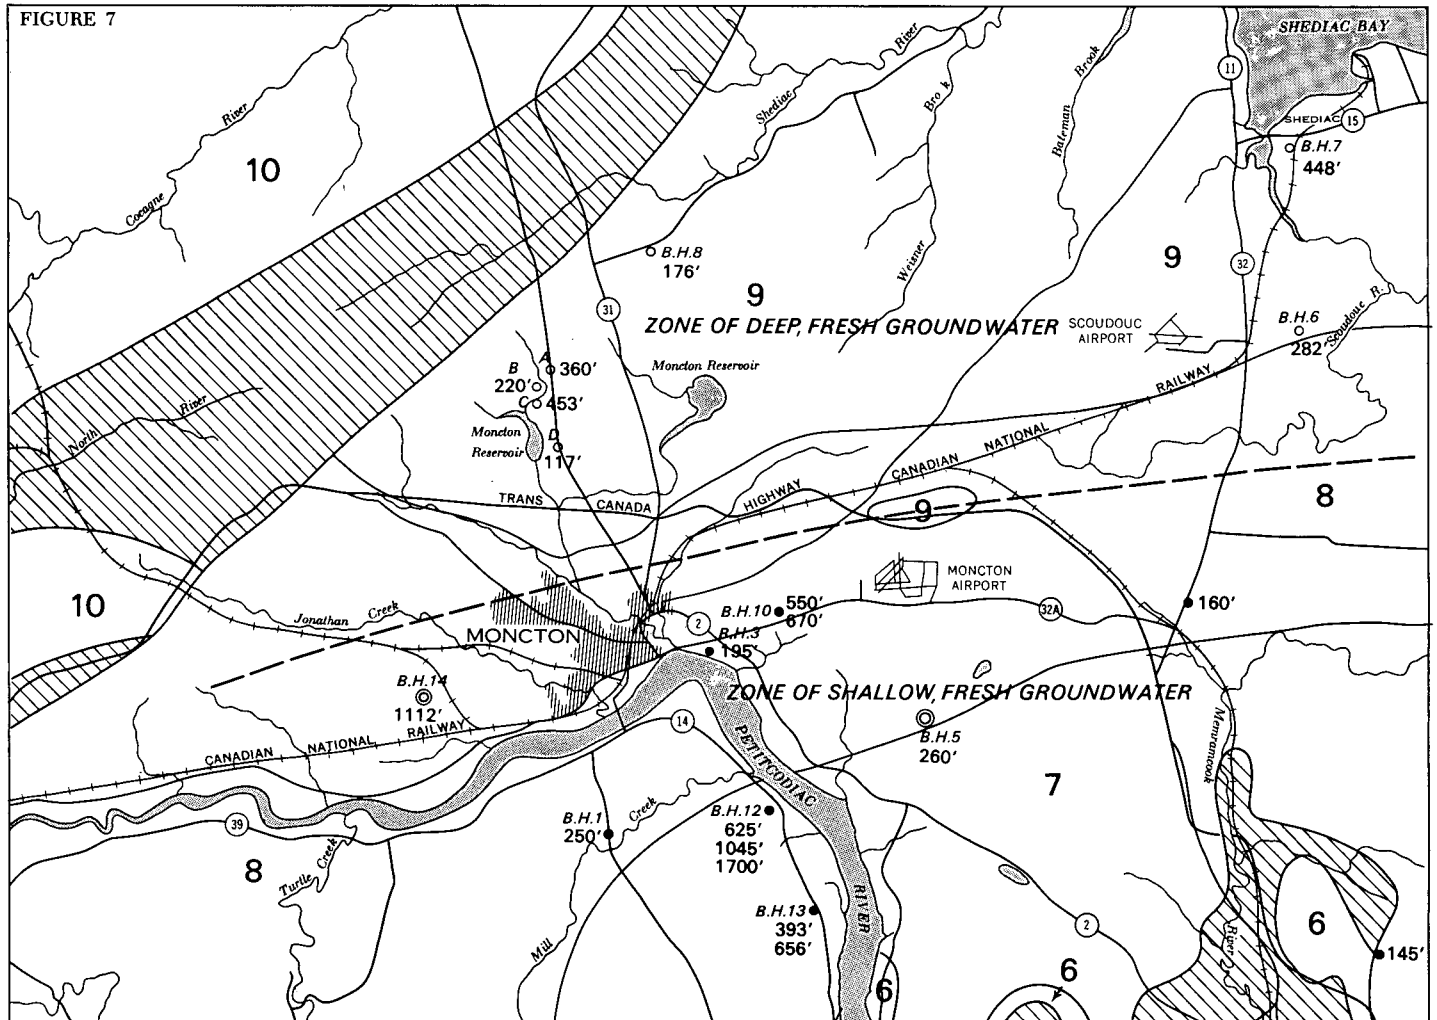 FIGURE 7
SHEDIAC BAY
11
River
Shediac
Bro k
Weisner
Brook
Bateman
SHEDIAC
15
B.H.7
448'
River
Cocagne
10
B.H.8
176'
9
9
32
31
ZONE OF DEEP, FRESH GROUNDWATER
SCOUDOUC
AIRPORT
B.H.6
282'
Scoudouc R.
A
360'
B
220'
C
453'
Moncton Reservoir
Moncton
Reservoir
D
117'
North
River
CANADIAN
NATIONAL
RAILWAY
TRANS
CANADA
HIGHWAY
9
8
MONCTON
AIRPORT
10
Jonathan
Creek
MONCTON
2
B.H.10
550'
670'
B.H.3
195'
32A
160'
B.H.14
1112'
ZONE OF SHALLOW, FRESH GROUNDWATER
CANADIAN
NATIONAL
RAILWAY
14
PETITCODIAC
RIVER
B.H.5
260'
7
Memramcook
River
39
8
Turtle
Creek
B.H.1
250'
Mill
Creek
B.H.12
625'
1045'
1700'
B.H.13
393'
656'
2
6
6
6
145'